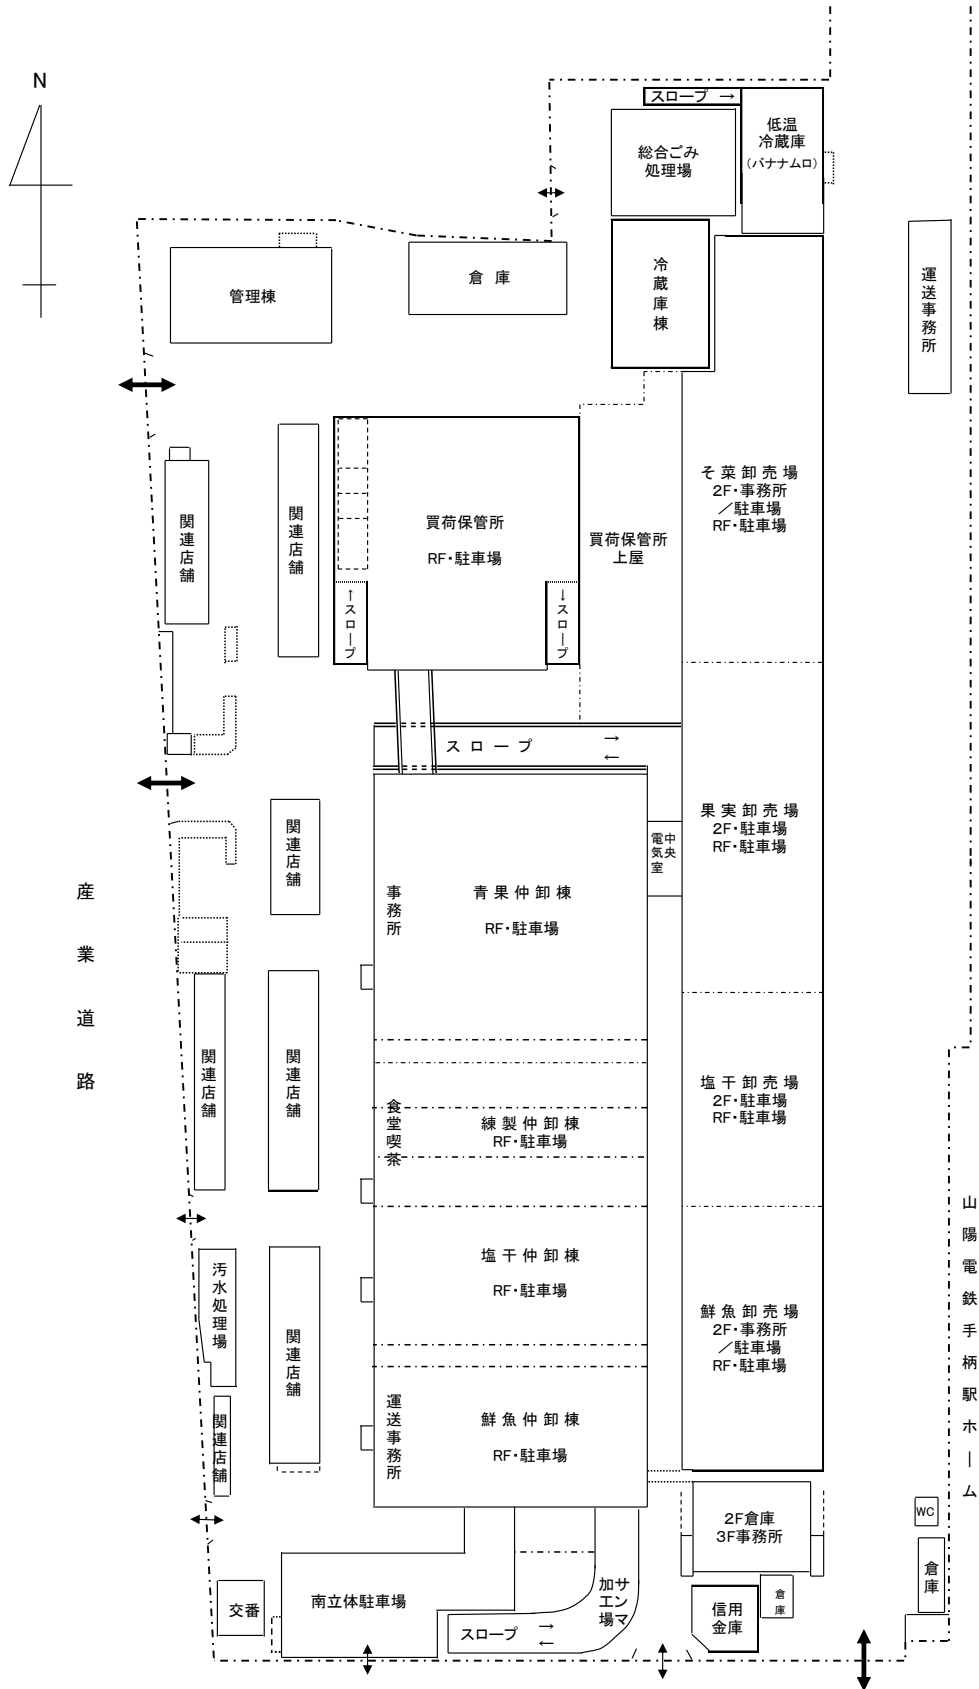 N
スロープ →
低温
冷蔵庫
(バナナムロ)
総合ごみ
処理場
冷蔵庫棟
運送事務所
管理棟
倉 庫
関連店舗
関連店舗
買荷保管所
RF・駐車場
買荷保管所
上屋
そ 菜 卸 売 場
2F・事務所
／駐車場
RF・駐車場
↑スロープ
↓スロープ
ス ロ ー プ
→
←
関連店舗
事務所
青 果 仲 卸 棟
RF・駐車場
中央
電気室
果 実 卸 売 場
2F・駐車場
RF・駐車場
産業道路
関連店舗
関連店舗
食堂喫茶
練 製 仲 卸 棟
RF・駐車場
塩 干 卸 売 場
2F・駐車場
RF・駐車場
山陽電鉄手柄駅ホーム
汚水処理場
関連店舗
塩 干 仲 卸 棟
RF・駐車場
鮮 魚 卸 売 場
2F・事務所
／駐車場
RF・駐車場
関連店舗
運送事務所
鮮 魚 仲 卸 棟
RF・駐車場
2F倉庫
3F事務所
WC
倉庫
交番
南立体駐車場
スロープ
→
←
サンマ
加工場
信用
金庫
倉庫